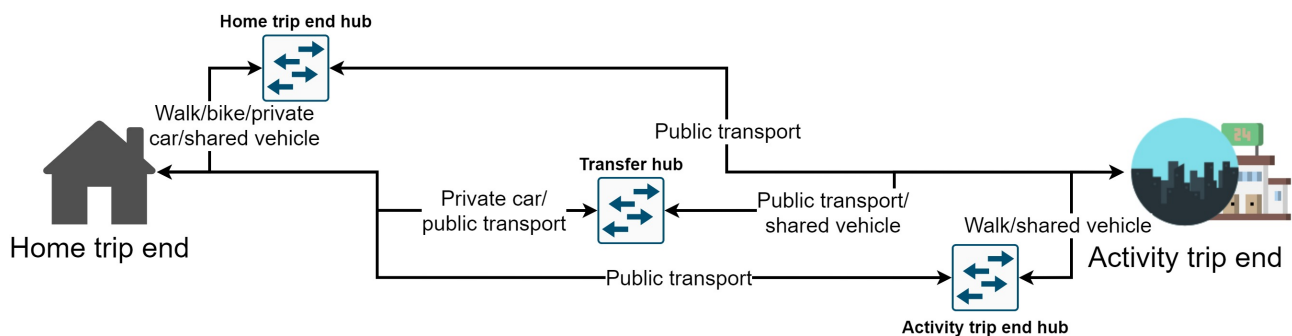 Home trip end hub
Walk/bike/private
car/shared vehicle
Public transport
24
Transfer hub
Private car/
public transport
Public transport/
shared vehicle
Walk/shared vehicle
Home trip end
Activity trip end
Public transport
Activity trip end hub